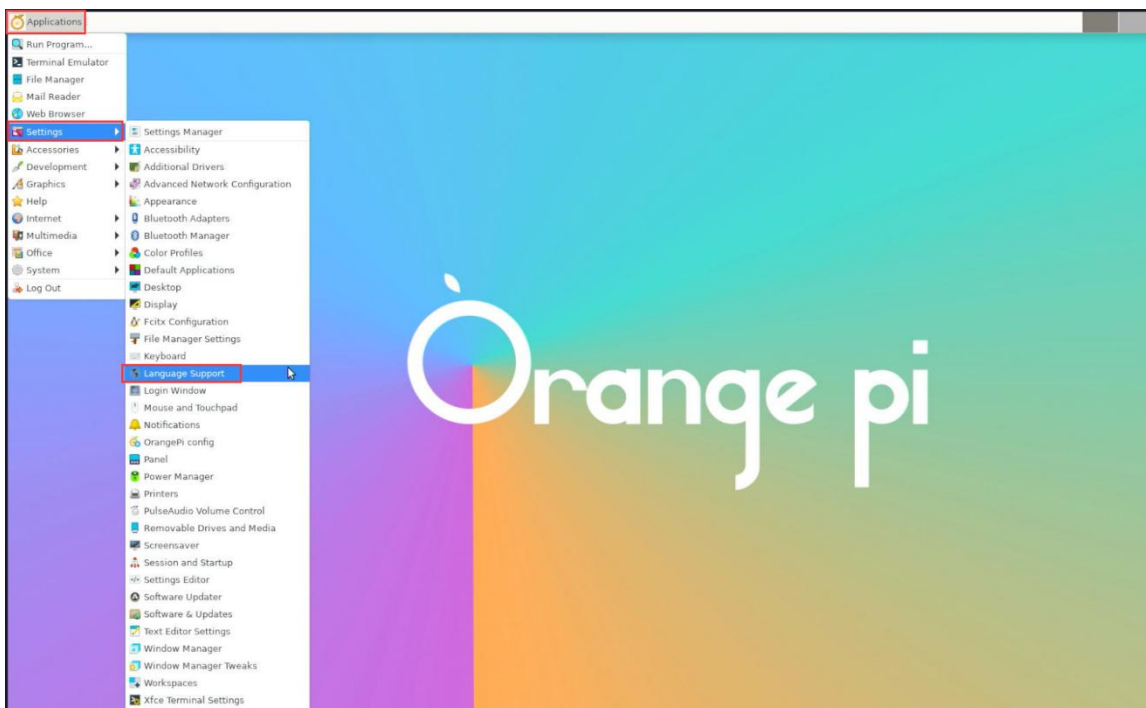 Applications
Run Program...
Terminal Emulator
File Manager
Mail Reader
Web Browser
Settings
Accessories
Development
Graphics
Help
Internet
Multimedia
Office
System
Log Out
Settings Manager
Accessibility
Additional Drivers
Advanced Network Configuration
Appearance
Bluetooth Adapters
Bluetooth Manager
Color Profiles
Default Applications
Desktop
Display
Fcitx Configuration
File Manager Settings
Keyboard
Language Support
Login Window
Mouse and Touchpad
Notifications
OrangePi config
Panel
Power Manager
Printers
PulseAudio Volume Control
Removable Drives and Media
Screensaver
Session and Startup
Settings Editor
Software Updater
Software & Updates
Text Editor Settings
Window Manager
Window Manager Tweaks
Workspaces
Xfce Terminal Settings
Orange pi